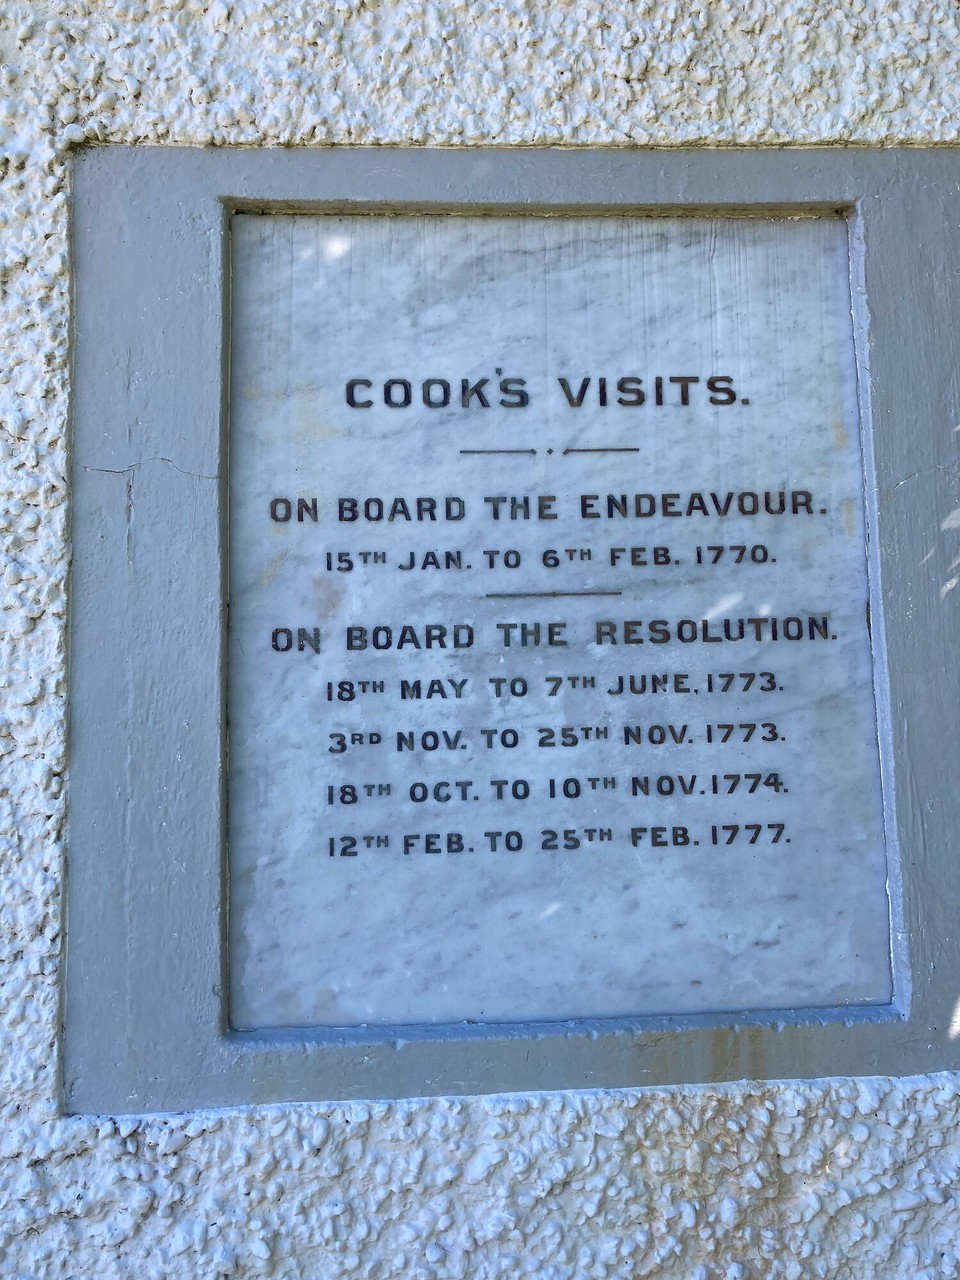 COOK'S VISITS.
ON BOARD THE ENDEAVOUR.
15TH JAN. TO 6TH FEB. 1770.
ON BOARD THE RESOLUTION.
18TH MAY TO 7TH JUNE, 1773.
3RD NOV. TO 25TH NOV. 1773.
18TH OCT. TO 10TH NOV. 1774.
12TH FEB. TO 25TH FEB. 1777.